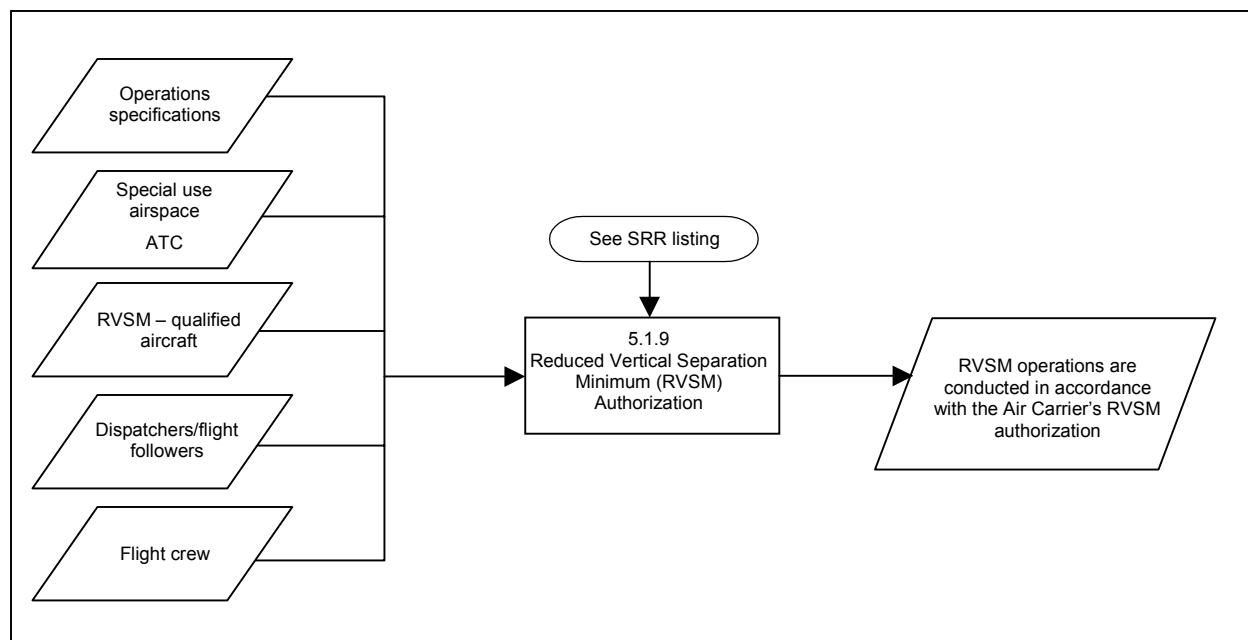 Operations
specifications
Special use
airspace
ATC
RVSM – qualified
aircraft
Dispatchers/flight
followers
Flight crew
See SRR listing
5.1.9
Reduced Vertical Separation
Minimum (RVSM)
Authorization
RVSM operations are
conducted in accordance
with the Air Carrier’s RVSM
authorization